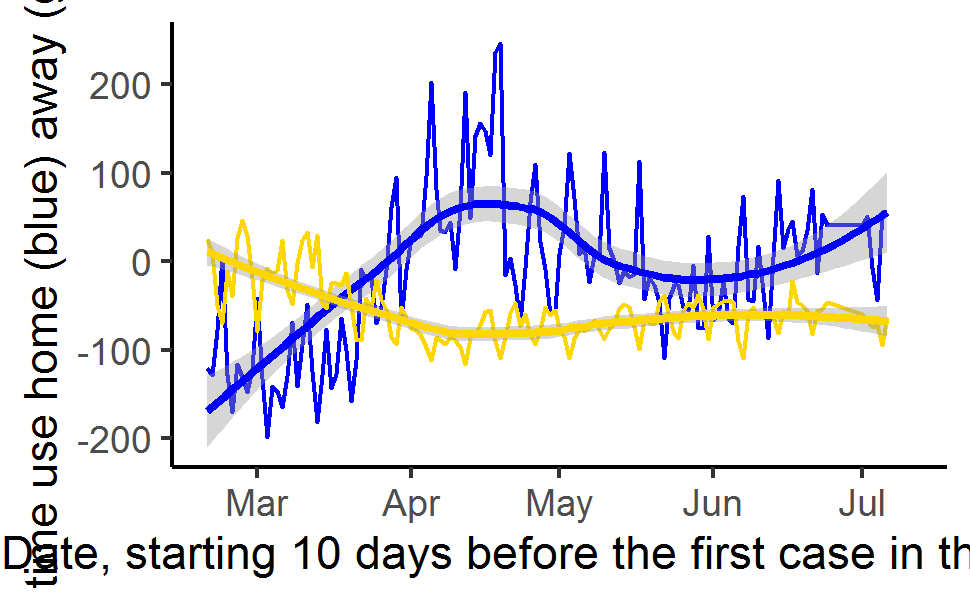 time use home (blue) away (g
200
100
0
-100
-200
Mar Apr May Jun Jul
Date, starting 10 days before the first case in th